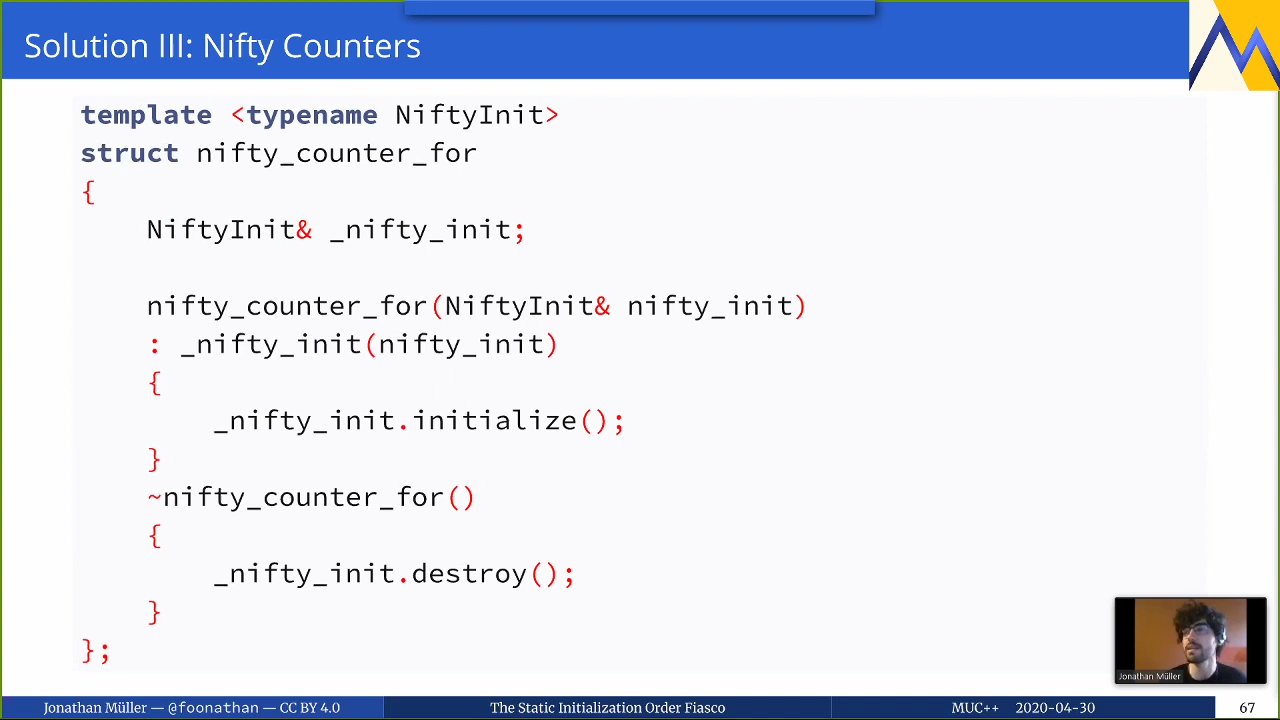 Solution III: Nifty Counters
template <typename NiftyInit>
struct nifty_counter_for
{
    NiftyInit& _nifty_init;
    nifty_counter_for(NiftyInit& nifty_init)
    : _nifty_init(nifty_init)
    {
        _nifty_init.initialize();
    }
    ~nifty_counter_for()
    {
        _nifty_init.destroy();
    }
};
Jonathan Müller
Jonathan Müller — @foonathan — CC BY 4.0
The Static Initialization Order Fiasco
MUC++ 2020-04-30
67